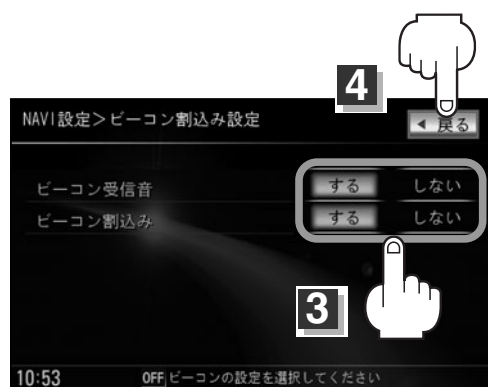 4
NAVI設定＞ビーコン割込み設定
◀ 戻る
ビーコン受信音 する しない
ビーコン割込み する しない
3
10:53 OFF ビーコンの設定を選択してください